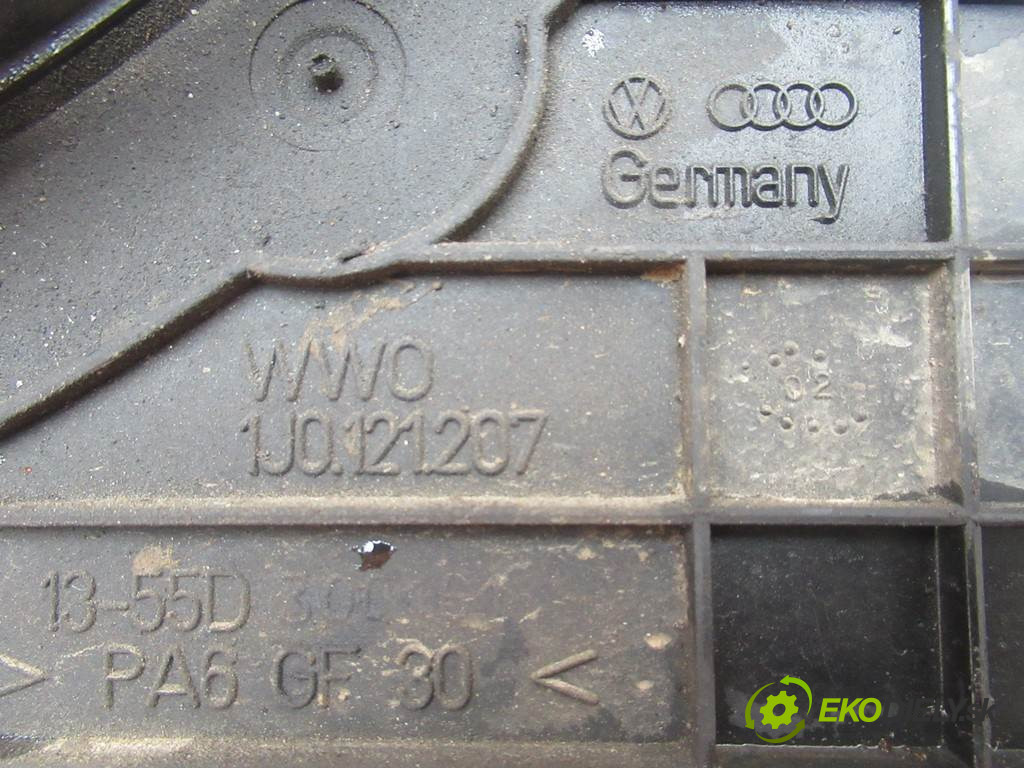 Germany
WWO
1J0.121.207
02
13-55D
> PA6 GF 30 <
EKO